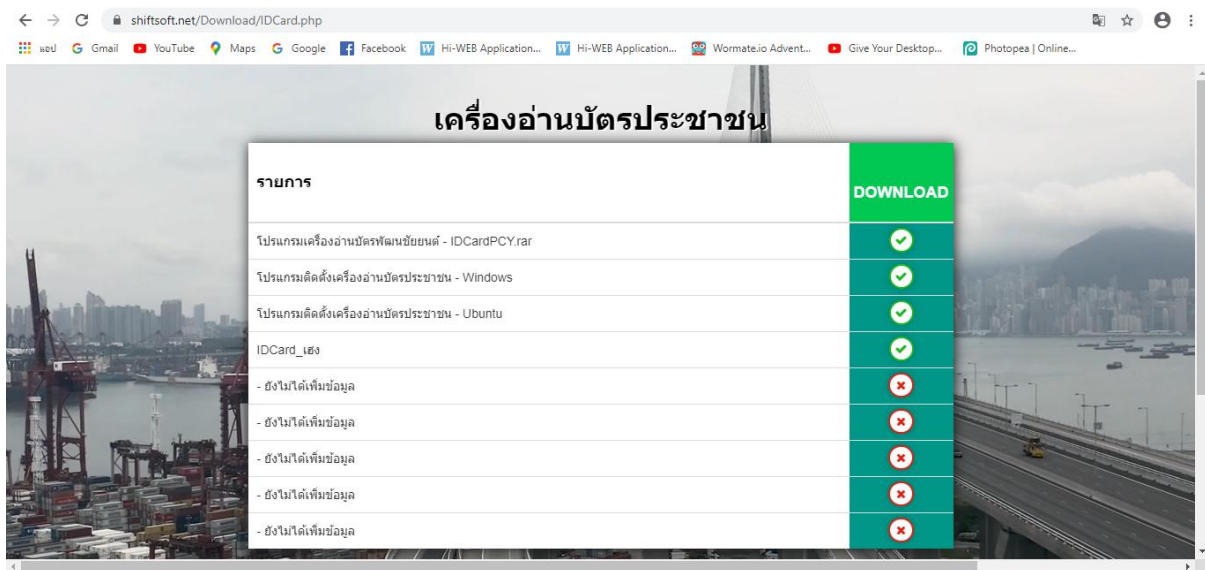 shiftsoft.net/Download/IDCard.php
แอป Gmail YouTube Maps Google Facebook Hi-WEB Application... Hi-WEB Application... Wormate.io Advent... Give Your Desktop... Photopea | Online...
เครื่องอ่านบัตรประชาชน
รายการ DOWNLOAD
โปรแกรมเครื่องอ่านบัตรพัฒนชัยยนต์ - IDCardPCY.rar
โปรแกรมติดตั้งเครื่องอ่านบัตรประชาชน - Windows
โปรแกรมติดตั้งเครื่องอ่านบัตรประชาชน - Ubuntu
IDCard_เฮง
- ยังไม่ได้เพิ่มข้อมูล
- ยังไม่ได้เพิ่มข้อมูล
- ยังไม่ได้เพิ่มข้อมูล
- ยังไม่ได้เพิ่มข้อมูล
- ยังไม่ได้เพิ่มข้อมูล